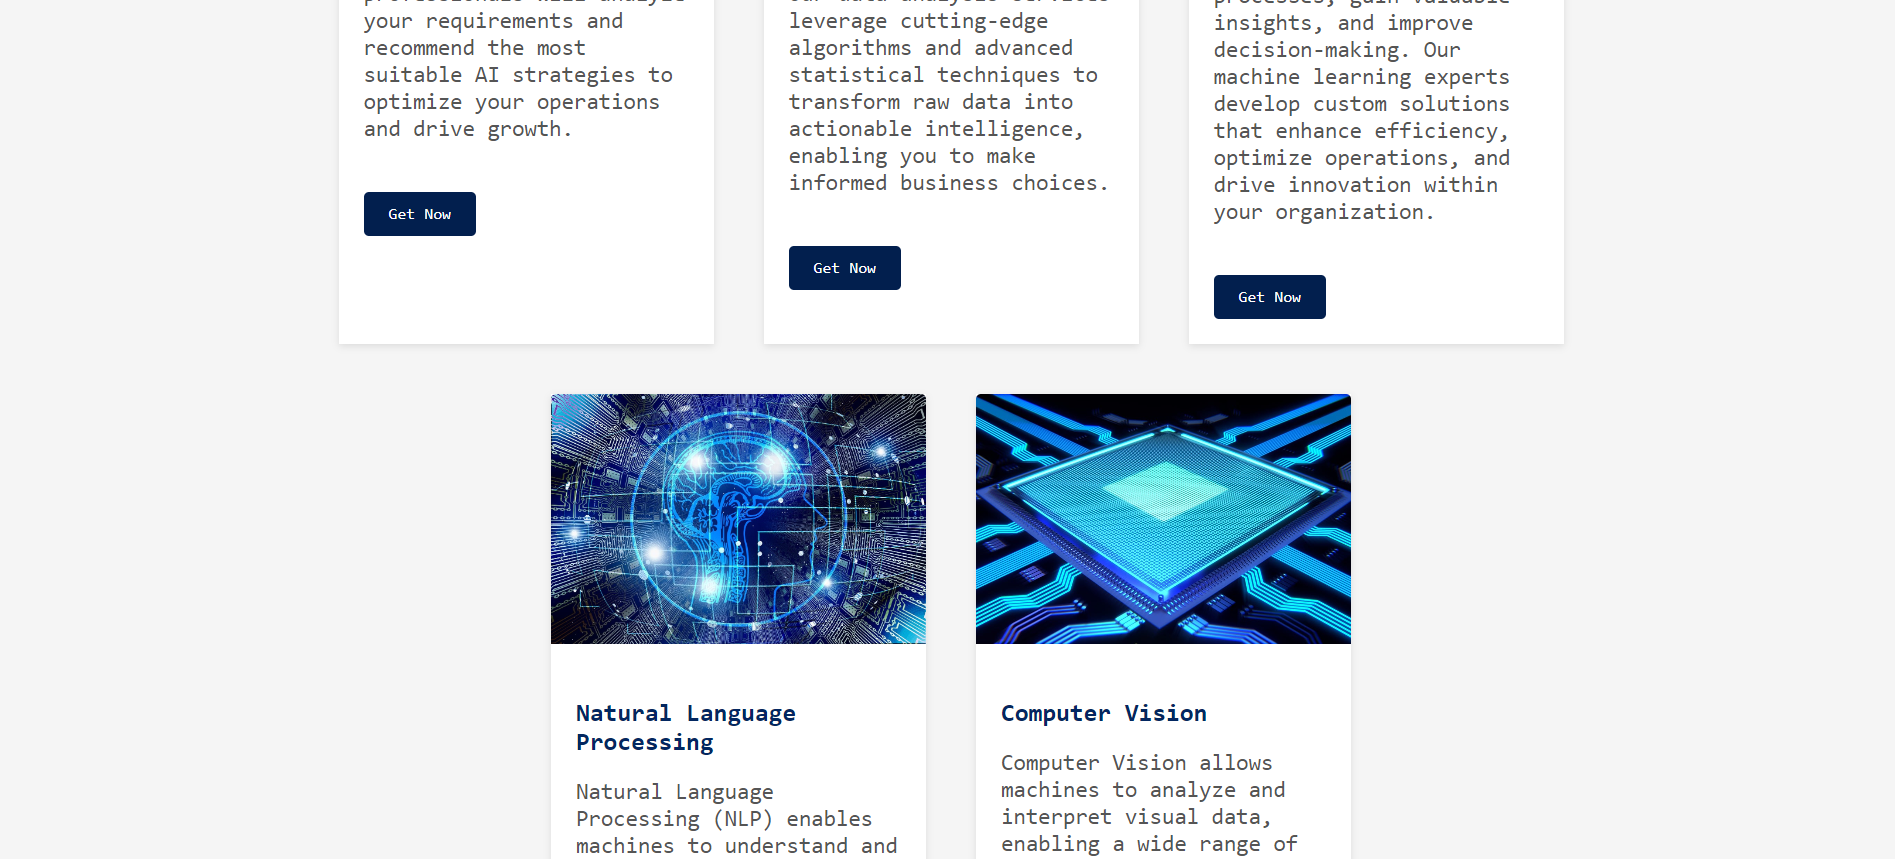 your requirements and
recommend the most
suitable AI strategies to
optimize your operations
and drive growth.
Get Now
leverage cutting-edge
algorithms and advanced
statistical techniques to
transform raw data into
actionable intelligence,
enabling you to make
informed business choices.
Get Now
processes, gain valuable
insights, and improve
decision-making. Our
machine learning experts
develop custom solutions
that enhance efficiency,
optimize operations, and
drive innovation within
your organization.
Get Now
Natural Language
Processing
Natural Language
Processing (NLP) enables
machines to understand and
Computer Vision
Computer Vision allows
machines to analyze and
interpret visual data,
enabling a wide range of